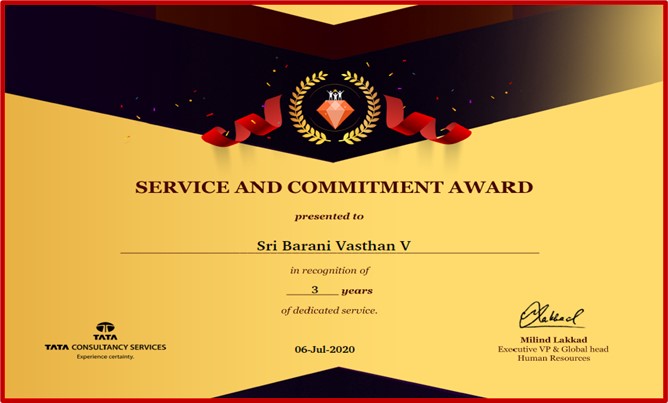 SERVICE AND COMMITMENT AWARD
presented to
Sri Barani Vasthan V
in recognition of
3 years
of dedicated service.
TATA
TATA CONSULTANCY SERVICES
Experience certainty.
06-Jul-2020
Lakkad
Milind Lakkad
Executive VP & Global head
Human Resources